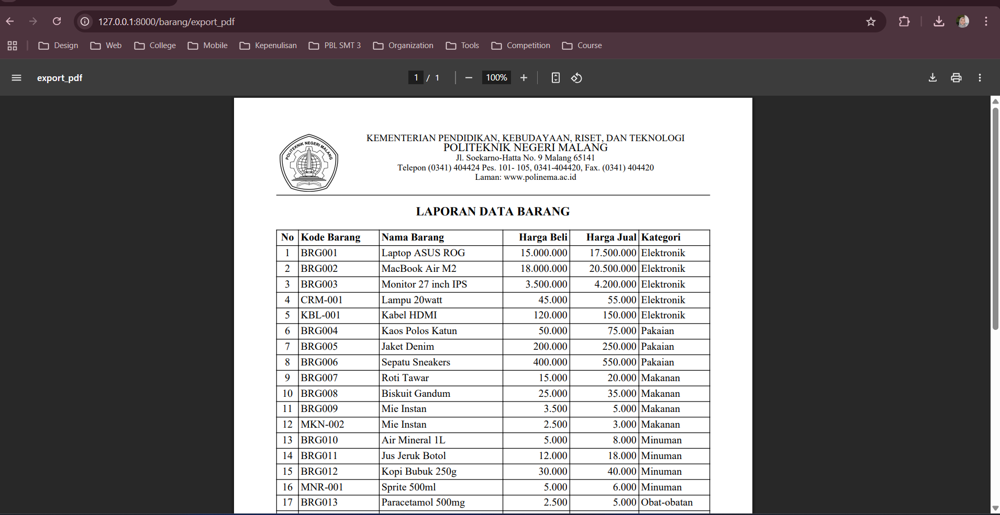 127.0.0.1:8000/barang/export_pdf
Design Web College Mobile Kepenulisan PBL SMT 3 Organization Tools Competition Course
export_pdf 1 / 1 100%
POLITEKNIK NEGERI MALANG
KEMENTERIAN PENDIDIKAN, KEBUDAYAAN, RISET, DAN TEKNOLOGI
POLITEKNIK NEGERI MALANG
Jl. Soekarno-Hatta No. 9 Malang 65141
Telepon (0341) 404424 Pes. 101- 105, 0341-404420, Fax. (0341) 404420
Laman: www.polinema.ac.id
LAPORAN DATA BARANG
No Kode Barang Nama Barang Harga Beli Harga Jual Kategori
1 BRG001 Laptop ASUS ROG 15.000.000 17.500.000 Elektronik
2 BRG002 MacBook Air M2 18.000.000 20.500.000 Elektronik
3 BRG003 Monitor 27 inch IPS 3.500.000 4.200.000 Elektronik
4 CRM-001 Lampu 20watt 45.000 55.000 Elektronik
5 KBL-001 Kabel HDMI 120.000 150.000 Elektronik
6 BRG004 Kaos Polos Katun 50.000 75.000 Pakaian
7 BRG005 Jaket Denim 200.000 250.000 Pakaian
8 BRG006 Sepatu Sneakers 400.000 550.000 Pakaian
9 BRG007 Roti Tawar 15.000 20.000 Makanan
10 BRG008 Biskuit Gandum 25.000 35.000 Makanan
11 BRG009 Mie Instan 3.500 5.000 Makanan
12 MKN-002 Mie Instan 2.500 3.000 Makanan
13 BRG010 Air Mineral 1L 5.000 8.000 Minuman
14 BRG011 Jus Jeruk Botol 12.000 18.000 Minuman
15 BRG012 Kopi Bubuk 250g 30.000 40.000 Minuman
16 MNR-001 Sprite 500ml 5.000 6.000 Minuman
17 BRG013 Paracetamol 500mg 2.500 5.000 Obat-obatan